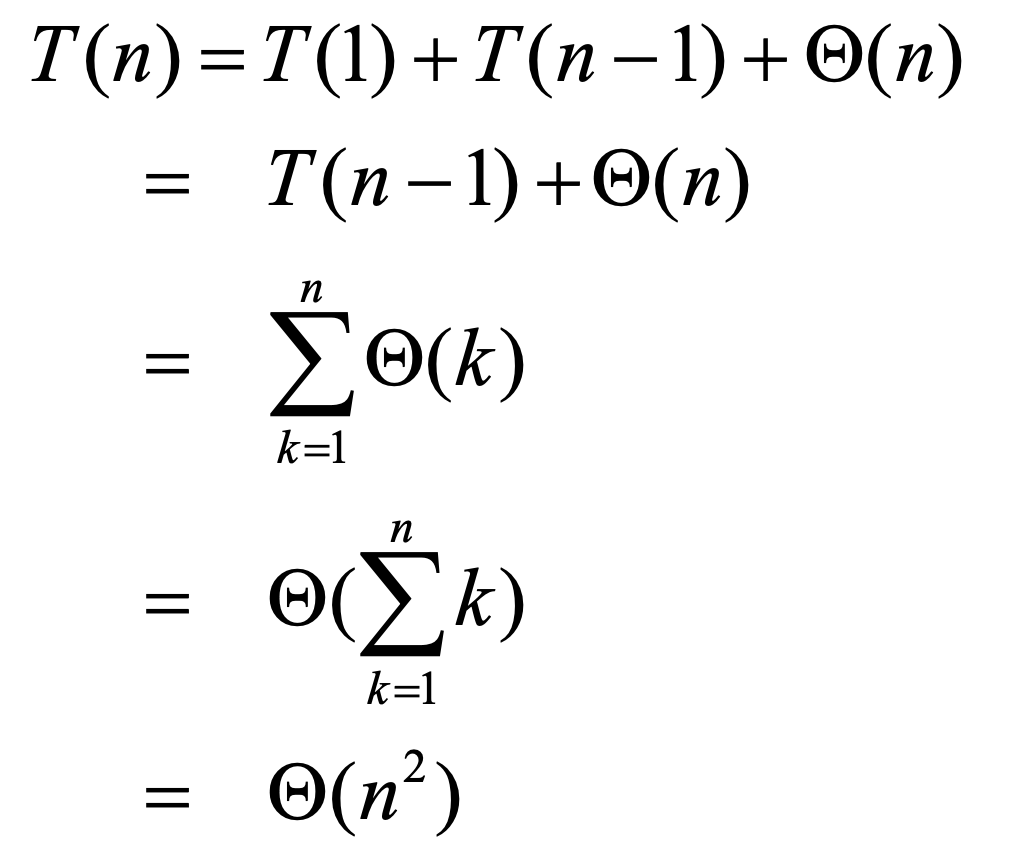 T(n) = T(1) + T(n − 1) + Θ(n)
= T(n − 1) + Θ(n)
= ∑_{k=1}^{n} Θ(k)
= Θ(∑_{k=1}^{n} k)
= Θ(n²)